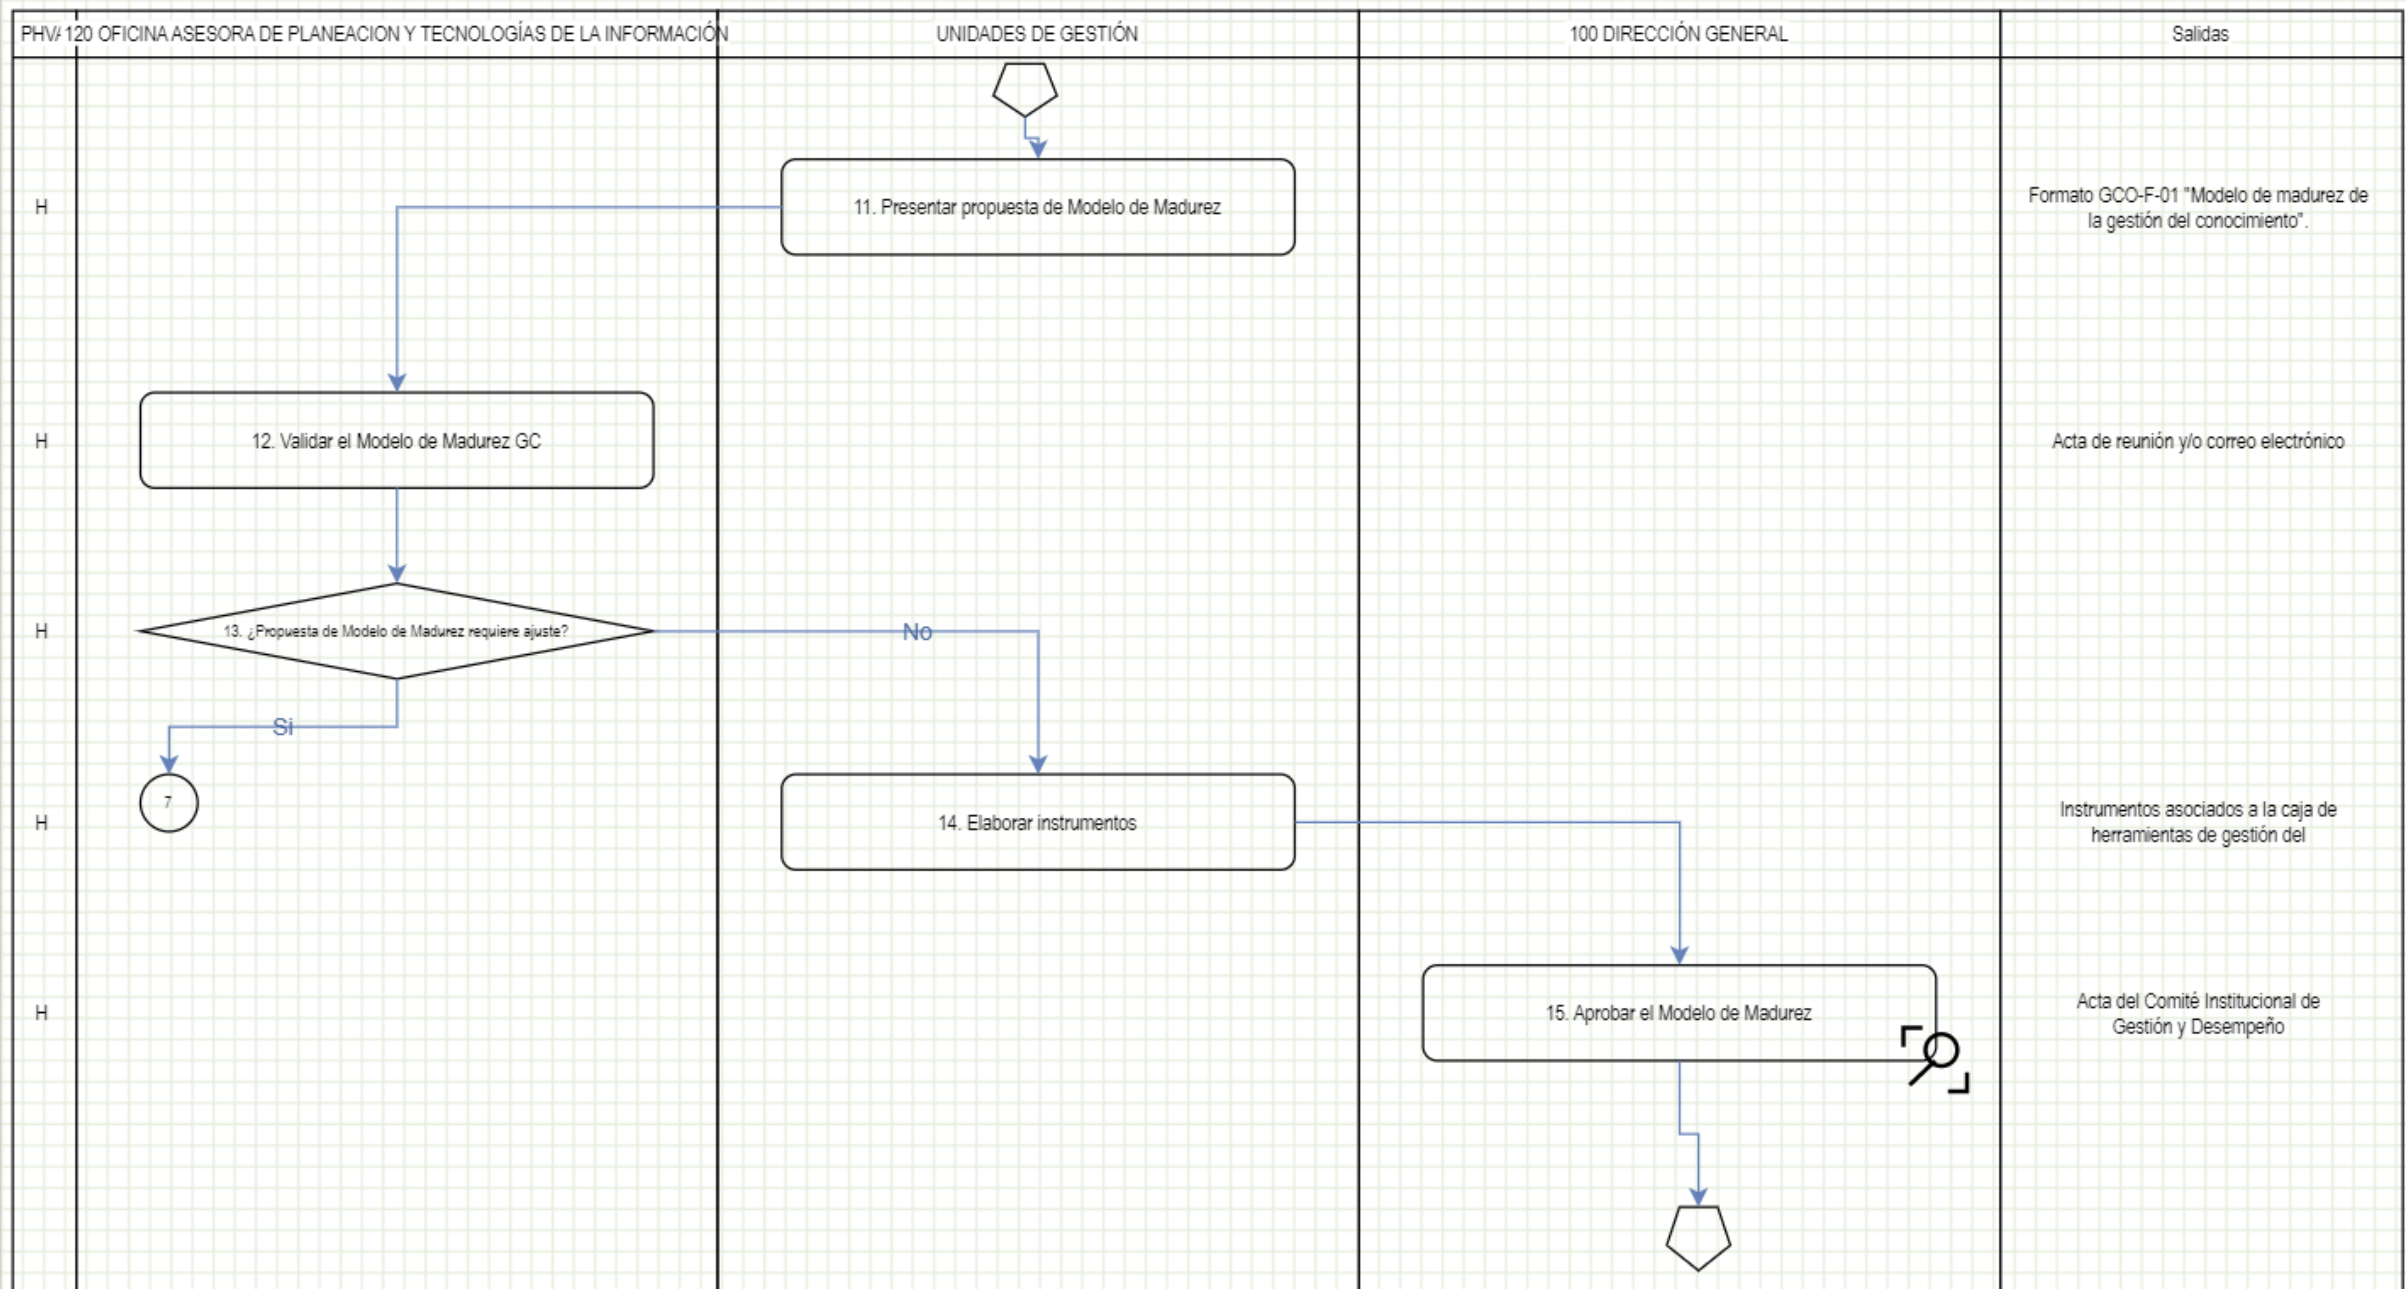 PHVA
120 OFICINA ASESORA DE PLANEACION Y TECNOLOGÍAS DE LA INFORMACIÓN
UNIDADES DE GESTIÓN
100 DIRECCIÓN GENERAL
Salidas
H
11. Presentar propuesta de Modelo de Madurez
Formato GCO-F-01 "Modelo de madurez de
la gestión del conocimiento".
H
12. Validar el Modelo de Madurez GC
Acta de reunión y/o correo electrónico
H
13. ¿Propuesta de Modelo de Madurez requiere ajuste?
No
Si
7
H
14. Elaborar instrumentos
Instrumentos asociados a la caja de
herramientas de gestión del
H
15. Aprobar el Modelo de Madurez
Acta del Comité Institucional de
Gestión y Desempeño